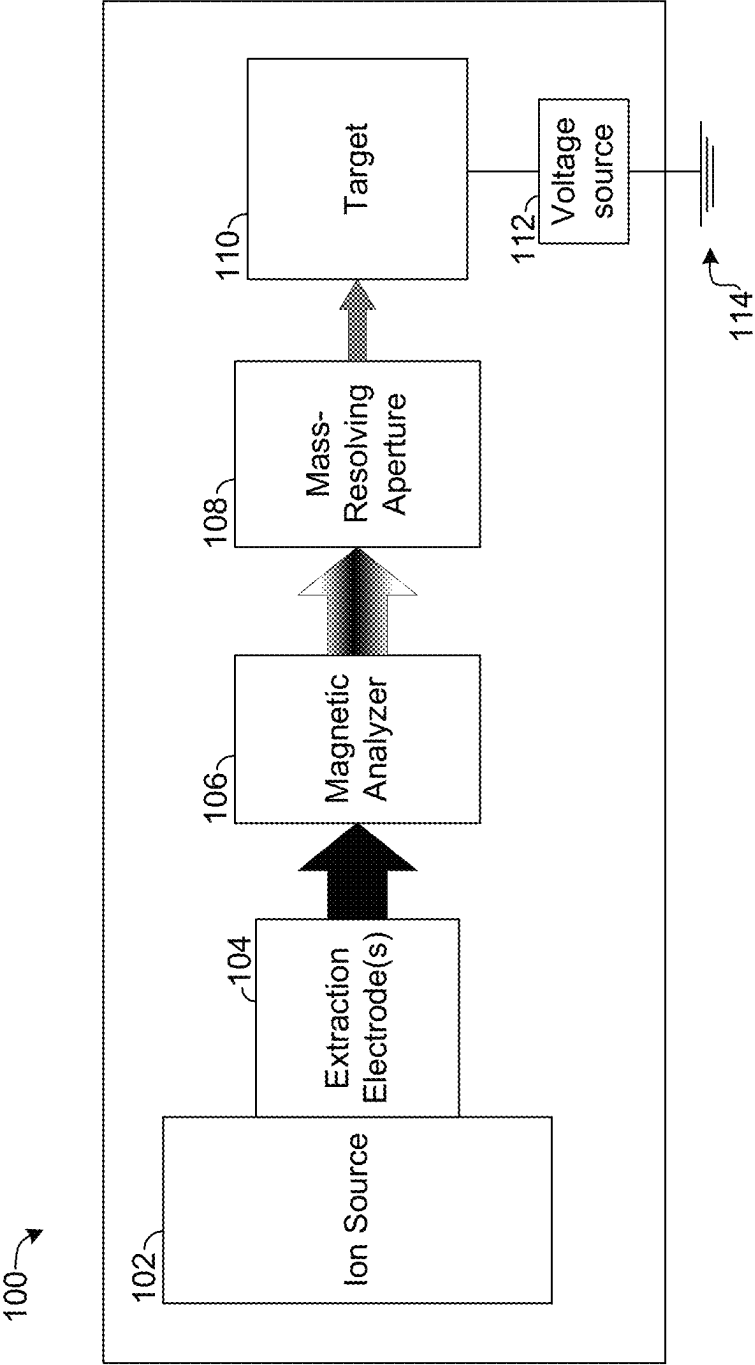 100
102
Ion Source
104
Extraction
Electrode(s)
106
Magnetic
Analyzer
108
Mass-
Resolving
Aperture
110
Target
112
Voltage
source
114